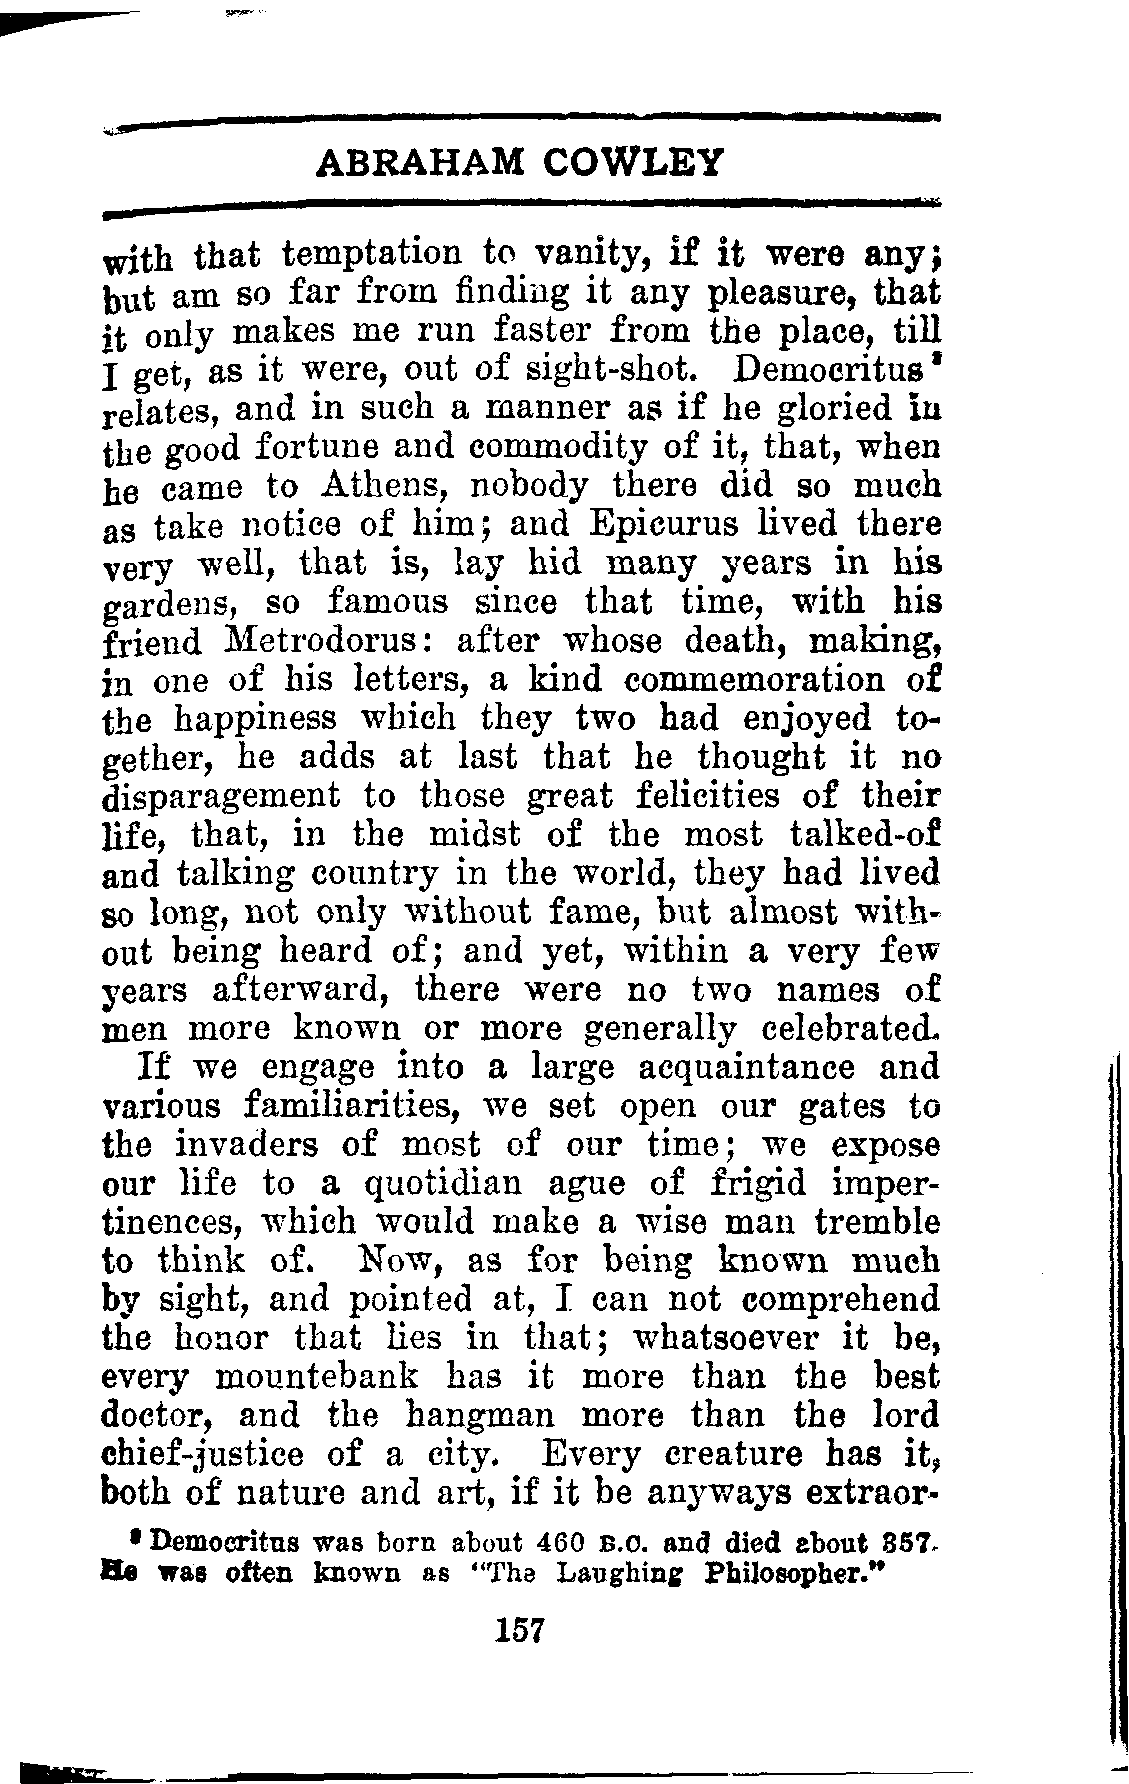 ABRAHAM COWLEY
with that temptation to vanity, if it were any;
but am so far from finding it any pleasure, that
it only makes me run faster from the place, till
I get, as it were, out of sight-shot. Democritus
relates, and in such a manner as if he gloried in
the good fortune and commodity of it, that, when
he came to Athens, nobody there did so much
as take notice of him; and Epicurus lived there
very well, that is, lay hid many years in his
gardens, so famous since that time, with his
friend Metrodorus: after whose death, making,
in one of his letters, a kind commemoration of
the happiness which they two had enjoyed to-
gether, he adds at last that he thought it no
disparagement to those great felicities of their
life, that, in the midst of the most talked-of
and talking country in the world, they had lived
so long, not only without fame, but almost with-
out being heard of; and yet, within a very few
years afterward, there were no two names of
men more known or more generally celebrated.
If we engage into a large acquaintance and
various familiarities, we set open our gates to
the invaders of most of our time; we expose
our life to a quotidian ague of frigid imper-
tinences, which would make a wise man tremble
to think of. Now, as for being known much
by sight, and pointed at, I can not comprehend
the honor that lies in that; whatsoever it be,
every mountebank has it more than the best
doctor, and the hangman more than the lord
chief-justice of a city. Every creature has it,
both of nature and art, if it be anyways extraor-
Democritus was born about 460 B.C. and died about 357.
He was often known as "The Laughing Philosopher."
157